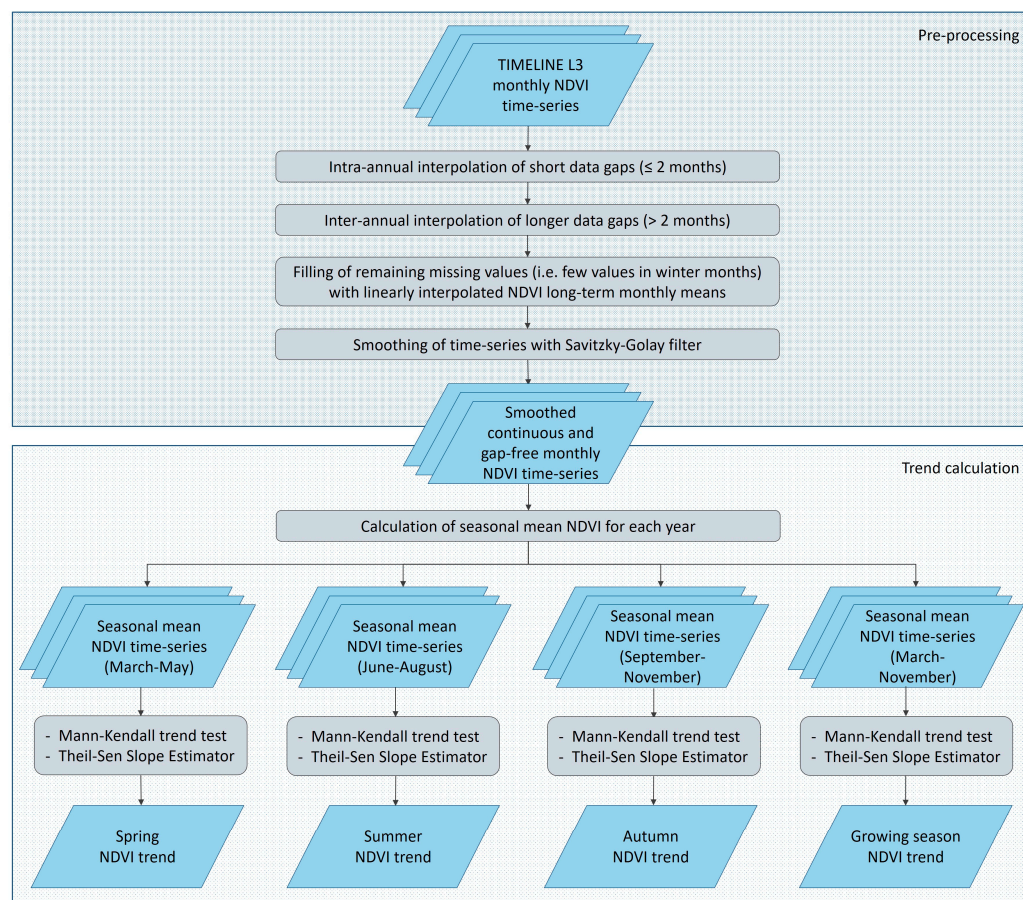 Pre-processing
TIMELINE L3
monthly NDVI
time-series
Intra-annual interpolation of short data gaps (≤ 2 months)
Inter-annual interpolation of longer data gaps (> 2 months)
Filling of remaining missing values (i.e. few values in winter months)
with linearly interpolated NDVI long-term monthly means
Smoothing of time-series with Savitzky-Golay filter
Smoothed
continuous and
gap-free monthly
NDVI time-series
Trend calculation
Calculation of seasonal mean NDVI for each year
Seasonal mean
NDVI time-series
(March-May)
Seasonal mean
NDVI time-series
(June-August)
Seasonal mean
NDVI time-series
(September-
November)
Seasonal mean
NDVI time-series
(March-
November)
- Mann-Kendall trend test
- Theil-Sen Slope Estimator
- Mann-Kendall trend test
- Theil-Sen Slope Estimator
- Mann-Kendall trend test
- Theil-Sen Slope Estimator
- Mann-Kendall trend test
- Theil-Sen Slope Estimator
Spring
NDVI trend
Summer
NDVI trend
Autumn
NDVI trend
Growing season
NDVI trend